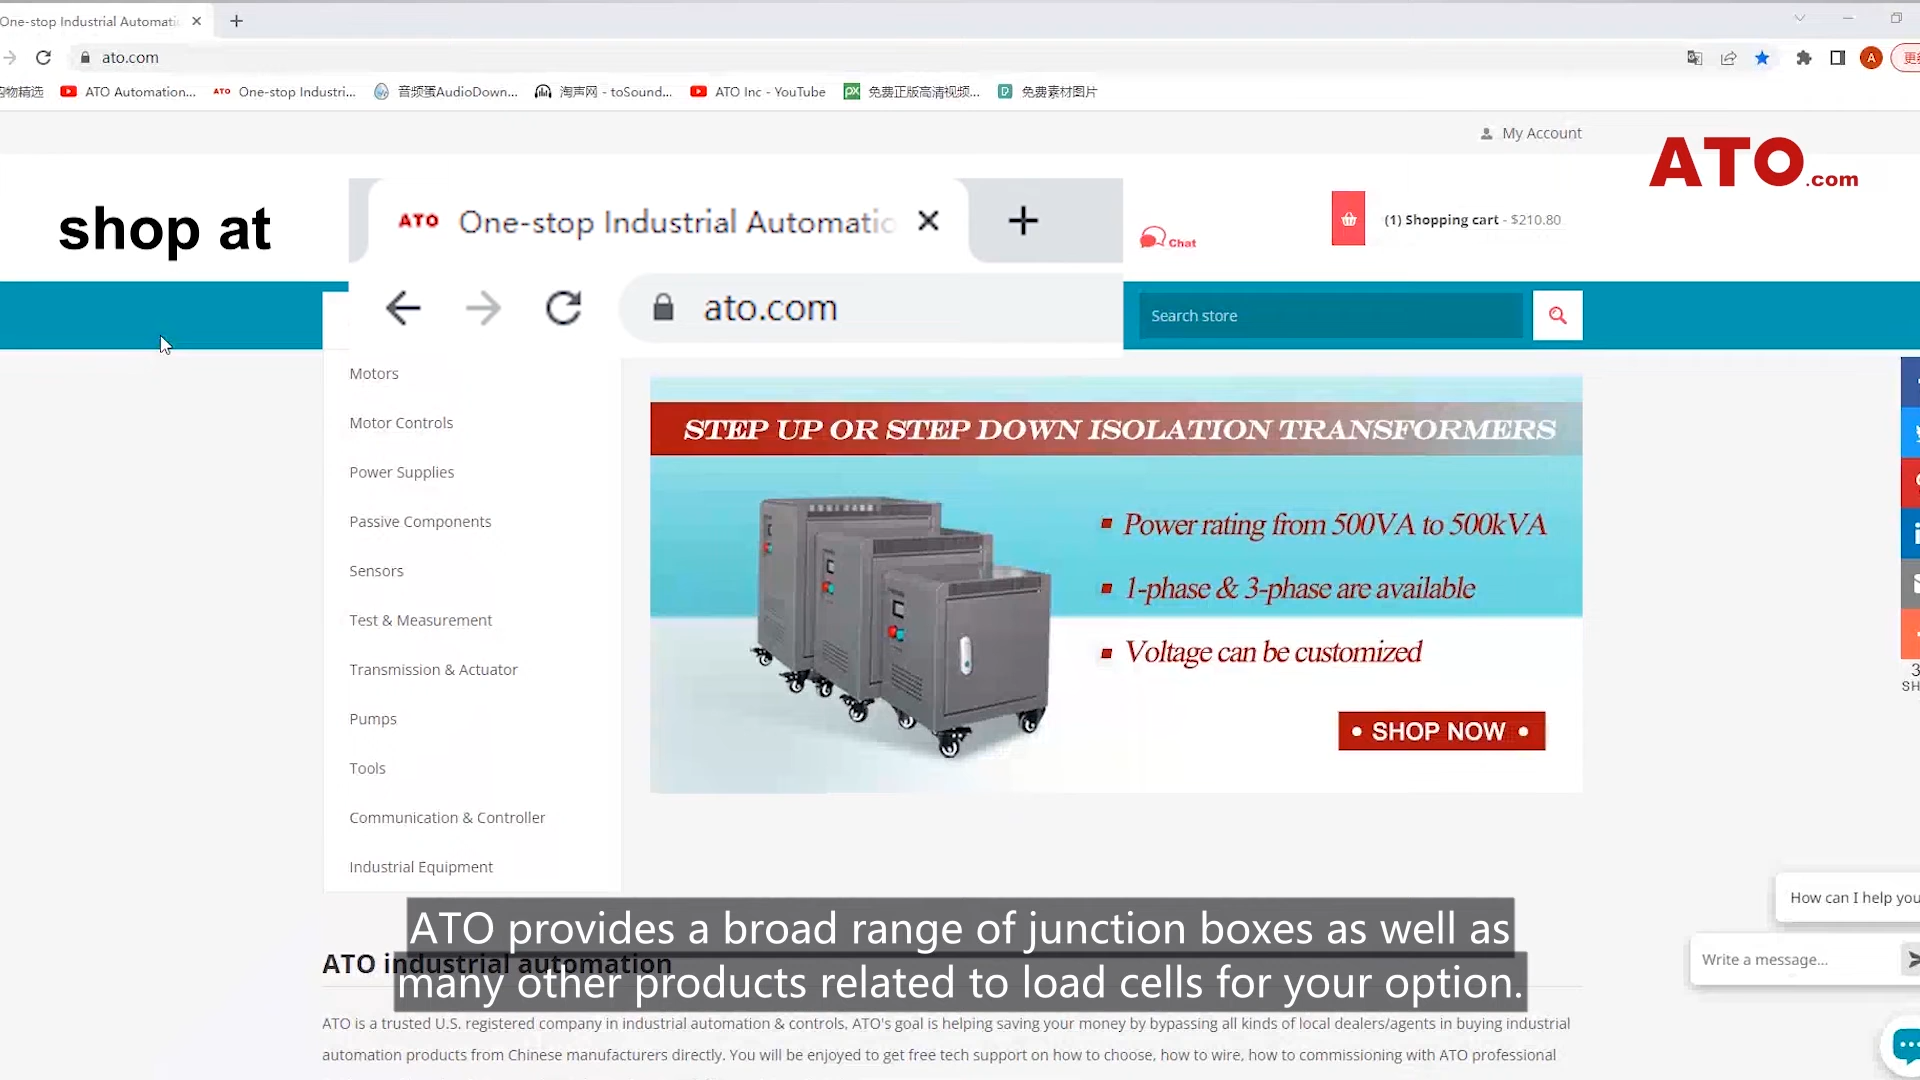 One-stop Industrial Automati
ato.com
购物精选
ATO Automation...
ATO One-stop Industri...
音频蛋AudioDown...
淘声网 - toSound...
ATO Inc - YouTube
免费正版高清视频...
免费素材图片
My Account
ATO.com
shop at
ATO One-stop Industrial Automatic
ato.com
Chat
(1) Shopping cart - $210.80
Search store
Motors
Motor Controls
Power Supplies
Passive Components
Sensors
Test & Measurement
Transmission & Actuator
Pumps
Tools
Communication & Controller
Industrial Equipment
STEP UP OR STEP DOWN ISOLATION TRANSFORMERS
Power rating from 500VA to 500kVA
1-phase & 3-phase are available
Voltage can be customized
• SHOP NOW •
How can I help you
Write a message...
ATO provides a broad range of junction boxes as well as
many other products related to load cells for your option.
ATO industrial automation
ATO is a trusted U.S. registered company in industrial automation & controls, ATO's goal is helping saving your money by bypassing all kinds of local dealers/agents in buying industrial
automation products from Chinese manufacturers directly. You will be enjoyed to get free tech support on how to choose, how to wire, how to commissioning with ATO professional